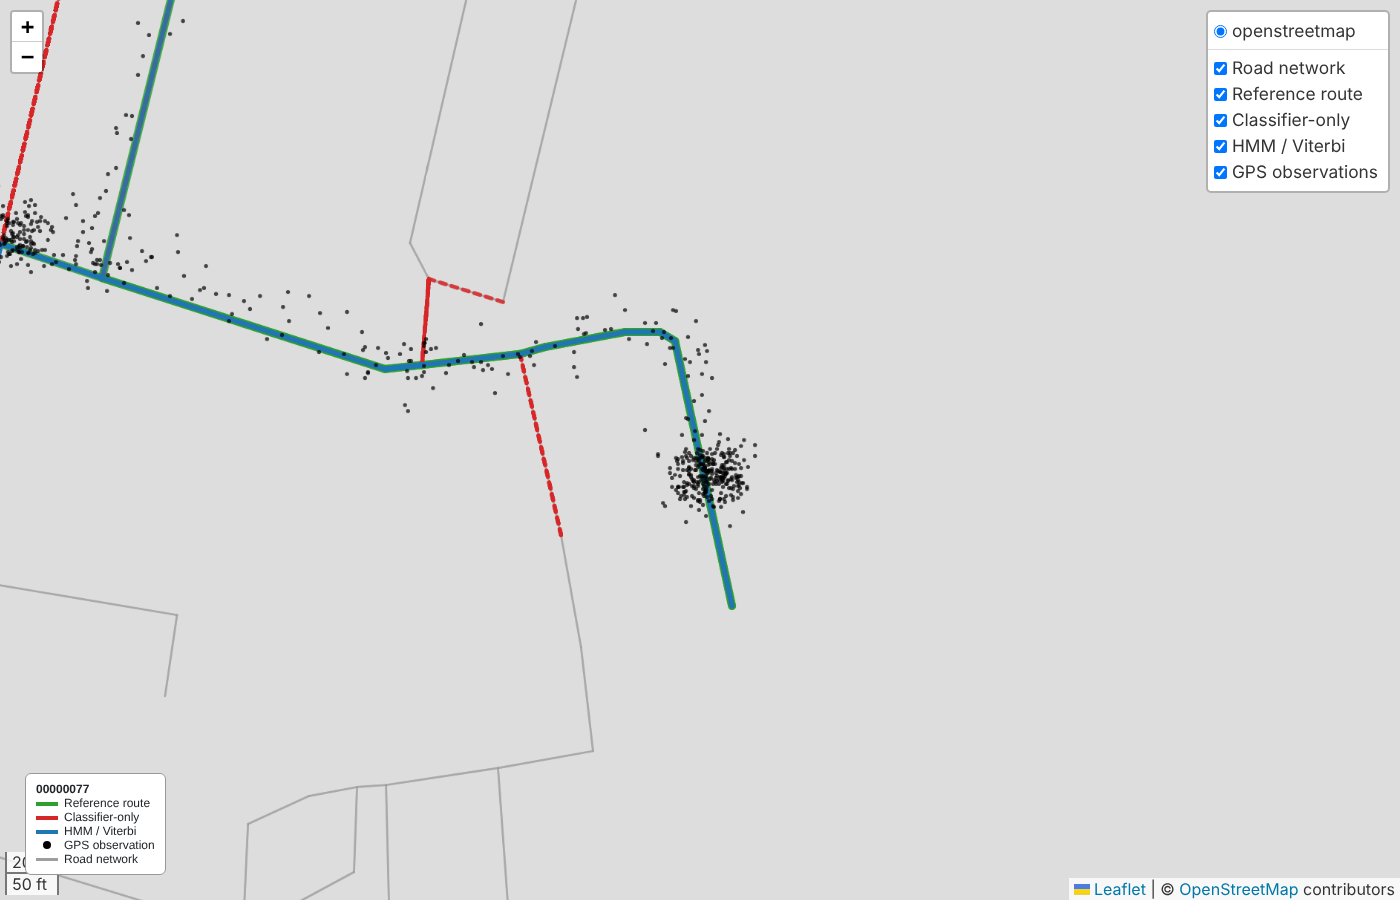 +
−
openstreetmap
Road network
Reference route
Classifier-only
HMM / Viterbi
GPS observations
00000077
Reference route
Classifier-only
HMM / Viterbi
GPS observation
Road network
50 ft
Leaflet | © OpenStreetMap contributors